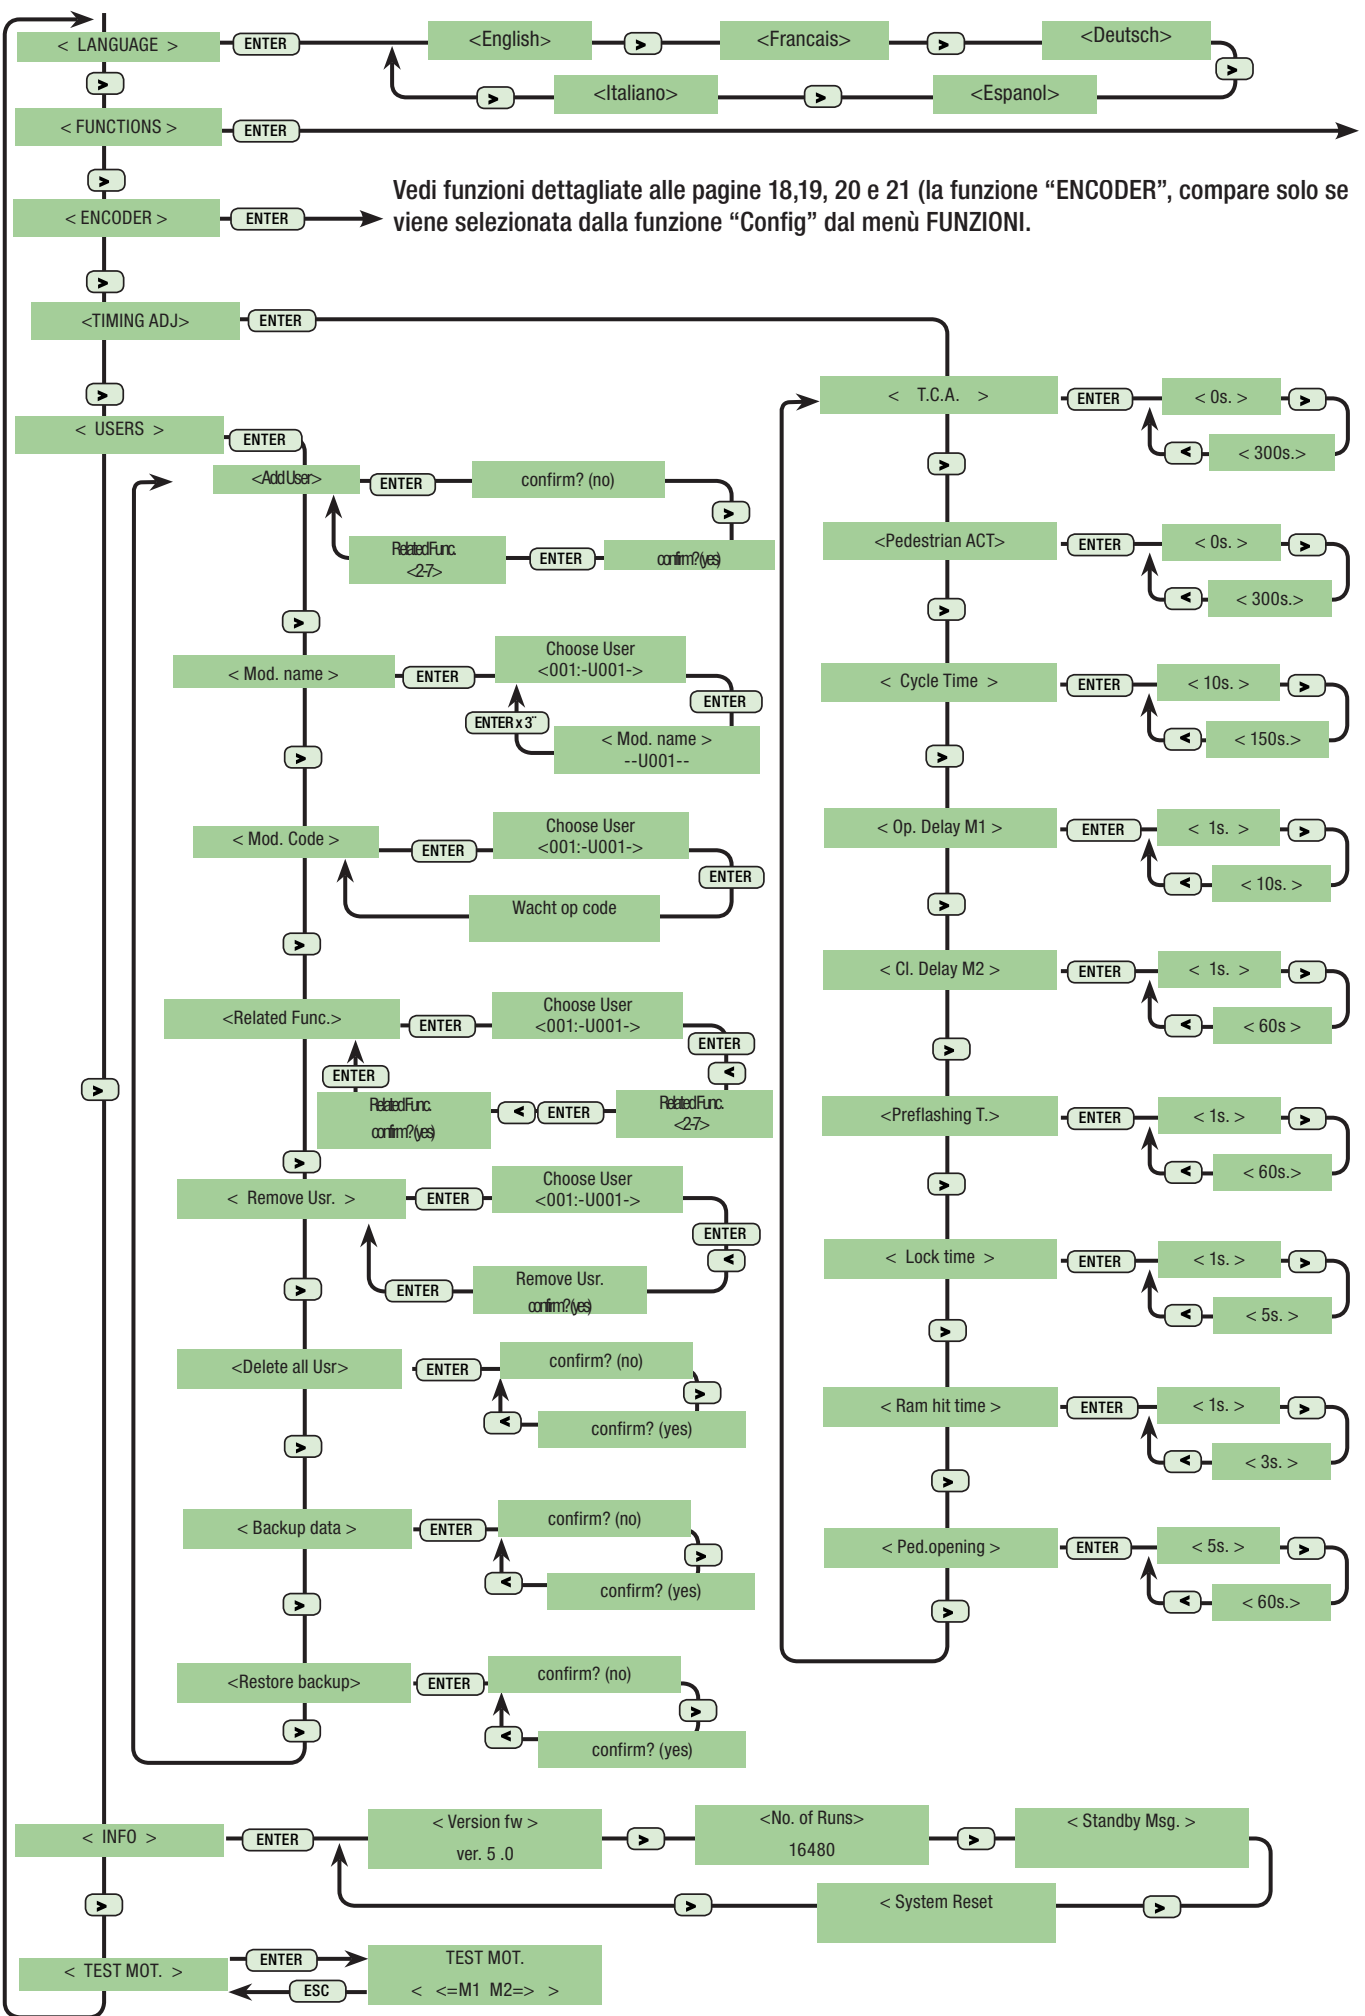 < LANGUAGE >
ENTER
<English>
>
<Francais>
>
<Deutsch>
>
<Espanol>
>
<Italiano>
>
>
< FUNCTIONS >
ENTER
>
< ENCODER >
ENTER
Vedi funzioni dettagliate alle pagine 18,19, 20 e 21 (la funzione “ENCODER”, compare solo se
viene selezionata dalla funzione “Config” dal menù FUNZIONI.
>
<TIMING ADJ>
ENTER
>
< T.C.A. >
ENTER
< 0s. >
>
< 300s.>
<
>
<Pedestrian ACT>
ENTER
< 0s. >
>
< 300s.>
<
>
< Cycle Time >
ENTER
< 10s. >
>
< 150s.>
<
>
< Op. Delay M1 >
ENTER
< 1s. >
>
< 10s. >
<
>
< Cl. Delay M2 >
ENTER
< 1s. >
>
< 60s >
<
>
<Preflashing T.>
ENTER
< 1s. >
>
< 60s.>
<
>
< Lock time >
ENTER
< 1s. >
>
< 5s. >
<
>
< Ram hit time >
ENTER
< 1s. >
>
< 3s. >
<
>
< Ped.opening >
ENTER
< 5s. >
>
< 60s.>
<
>
< USERS >
ENTER
<Add User>
ENTER
confirm? (no)
>
confirm? (yes)
ENTER
Related Func.
<2-7>
>
< Mod. name >
ENTER
Choose User
<001:-U001->
ENTER
< Mod. name >
--U001--
ENTER x 3¨
>
< Mod. Code >
ENTER
Choose User
<001:-U001->
ENTER
Wacht op code
>
<Related Func.>
ENTER
Choose User
<001:-U001->
ENTER
<
Related Func.
<2-7>
ENTER
<
Related Func.
confirm? (yes)
ENTER
>
< Remove Usr. >
ENTER
Choose User
<001:-U001->
ENTER
<
Remove Usr.
confirm? (yes)
ENTER
>
<Delete all Usr>
ENTER
confirm? (no)
>
confirm? (yes)
<
>
< Backup data >
ENTER
confirm? (no)
>
confirm? (yes)
<
>
<Restore backup>
ENTER
confirm? (no)
>
confirm? (yes)
<
>
>
< INFO >
ENTER
< Version fw >
ver. 5 .0
>
<No. of Runs>
16480
>
< Standby Msg. >
>
< System Reset
>
>
< TEST MOT. >
ENTER
ESC
TEST MOT.
< <=M1 M2=> >